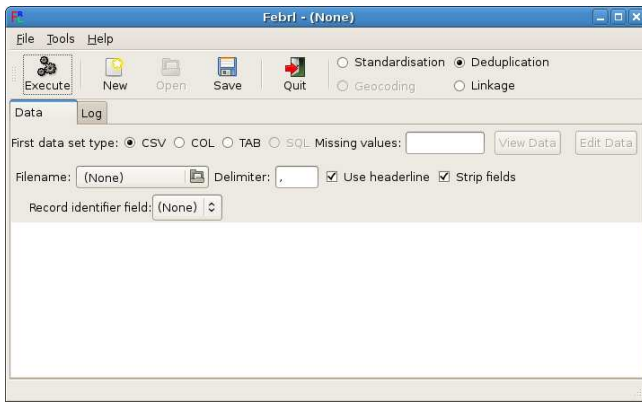 Febrl - (None)
File Tools Help
Execute New Open Save Quit
Standardisation Deduplication
Geocoding Linkage
Data Log
First data set type: CSV COL TAB SQL Missing values: View Data Edit Data
Filename: (None) Delimiter: , Use headerline Strip fields
Record identifier field: (None)